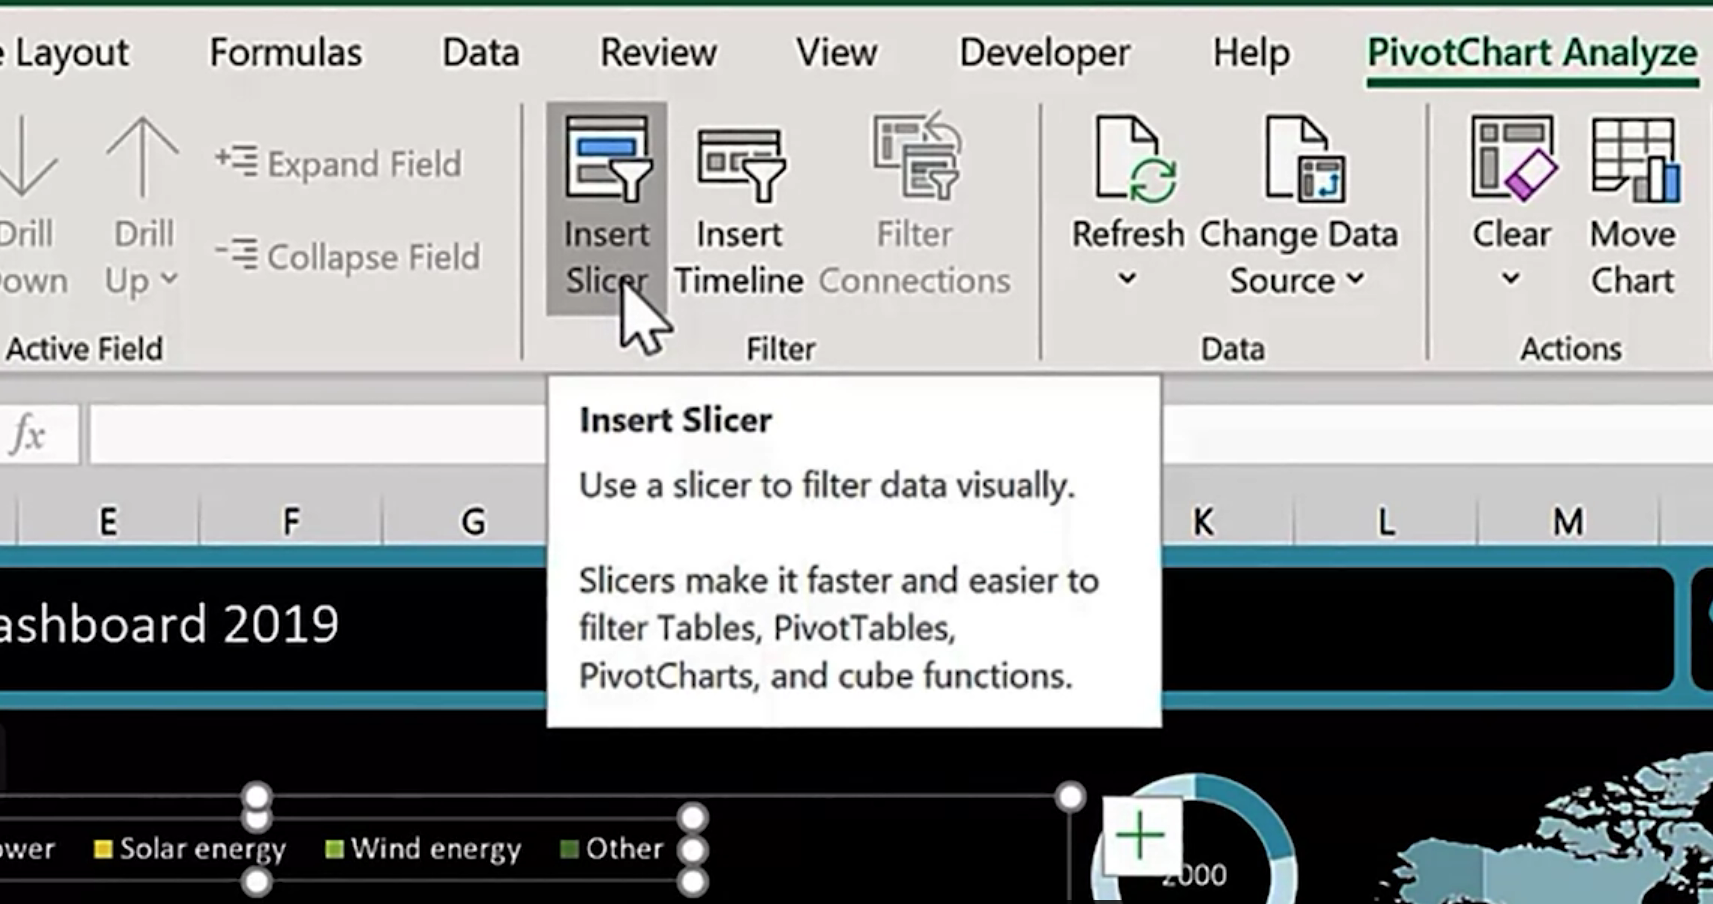 Layout Formulas Data Review View Developer Help PivotChart Analyze
Expand Field
Collapse Field
Drill
Drill
Up
Insert
Slicer
Insert
Timeline
Filter
Connections
Refresh
Change Data
Source
Clear
Move
Chart
Active Field Filter Data Actions
fx
Insert Slicer
Use a slicer to filter data visually.
Slicers make it faster and easier to
filter Tables, PivotTables,
PivotCharts, and cube functions.
E F G K L M
ashboard 2019
ower Solar energy Wind energy Other
2000